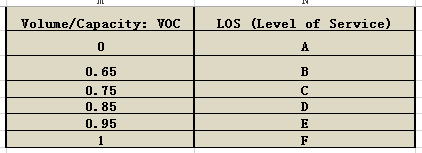 Volume/Capacity: VOC LOS (Level of Service)
0 A
0.65 B
0.75 C
0.85 D
0.95 E
1 F